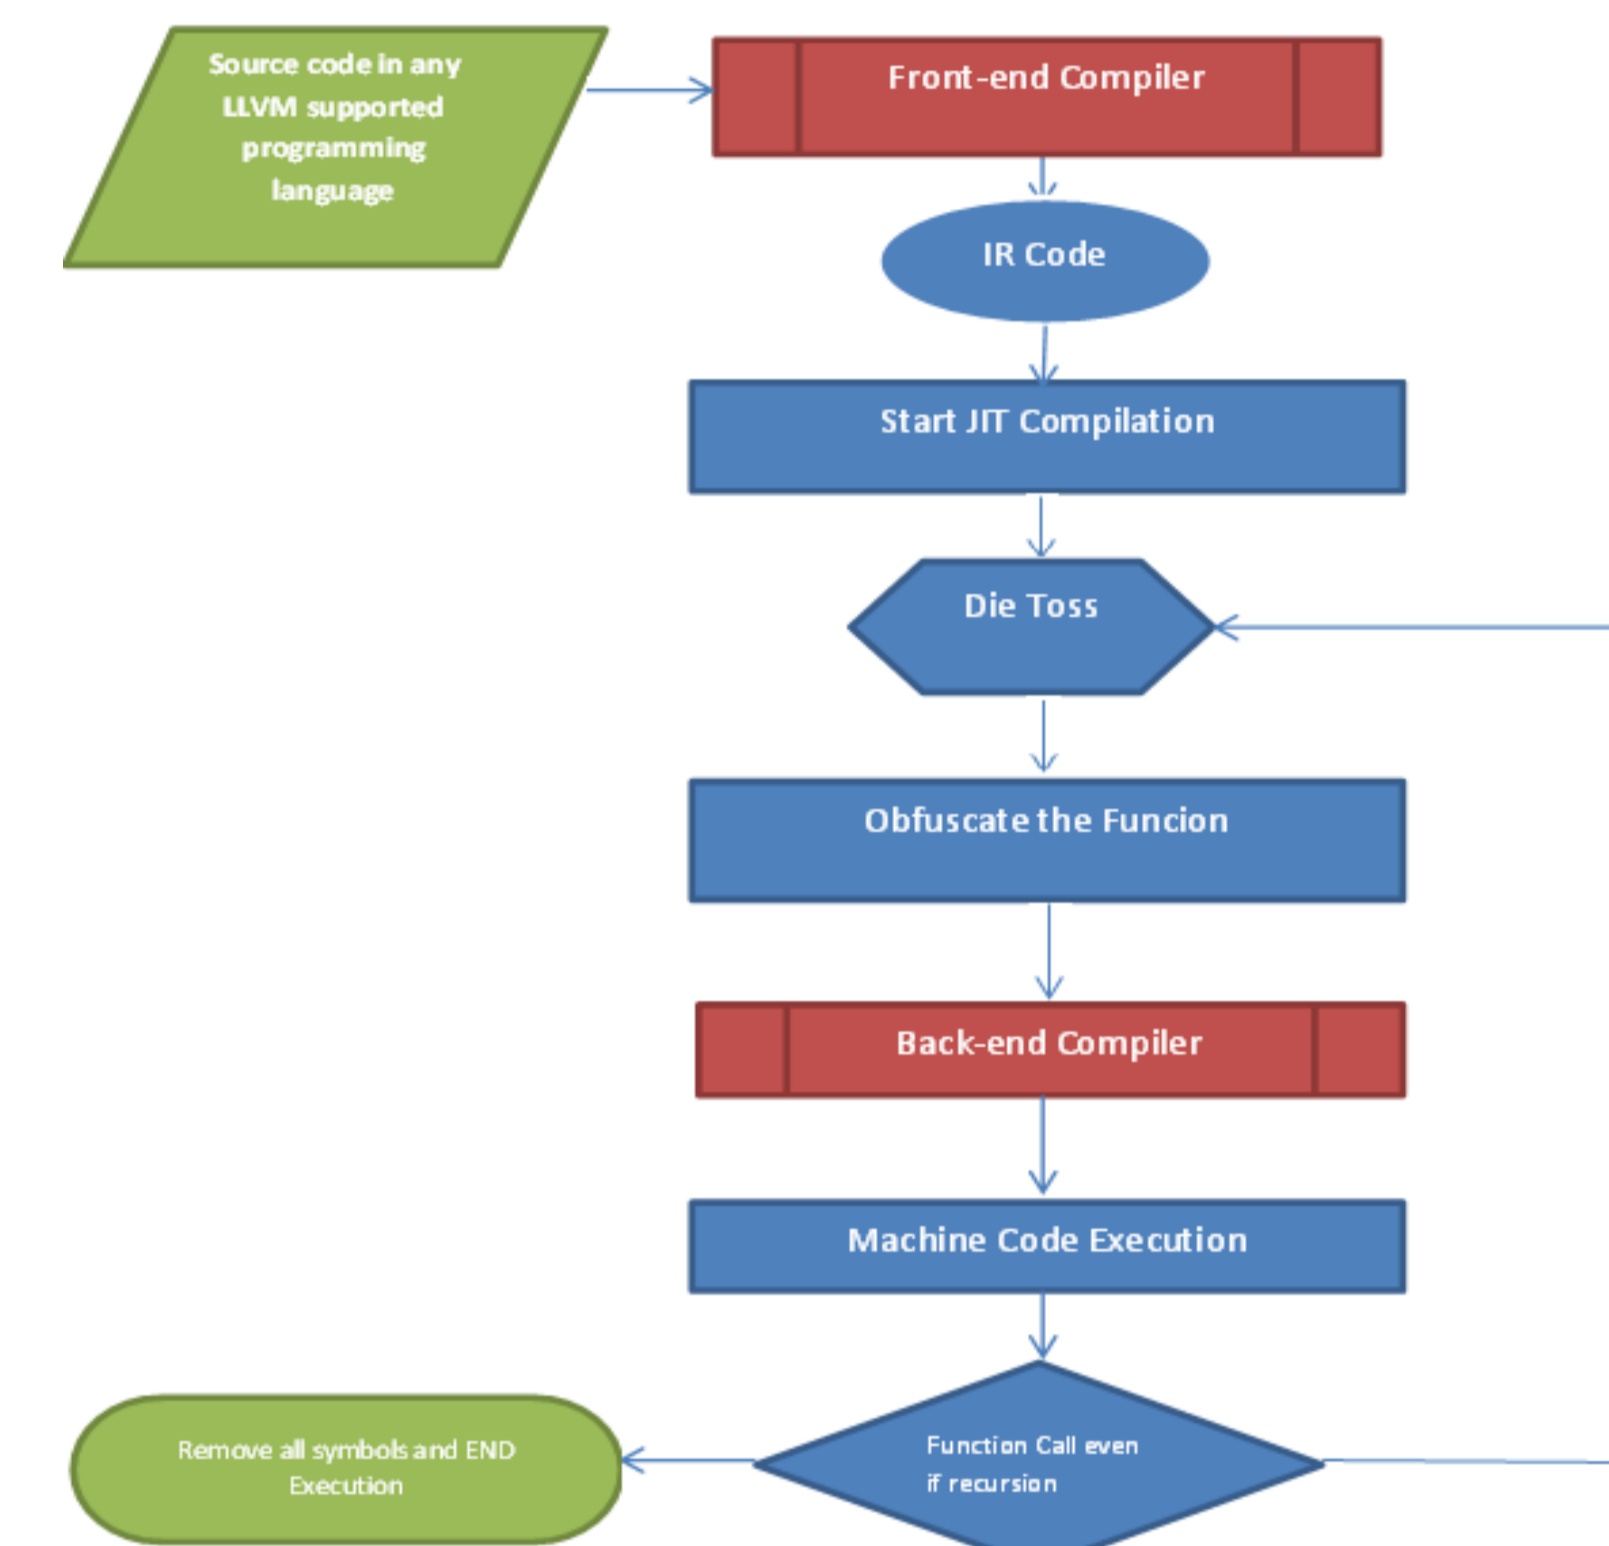 Source code in any
LLVM supported
programming
language
Front-end Compiler
IR Code
Start JIT Compilation
Die Toss
Obfuscate the Funcion
Back-end Compiler
Machine Code Execution
Function Call even
if recursion
Remove all symbols and END
Execution